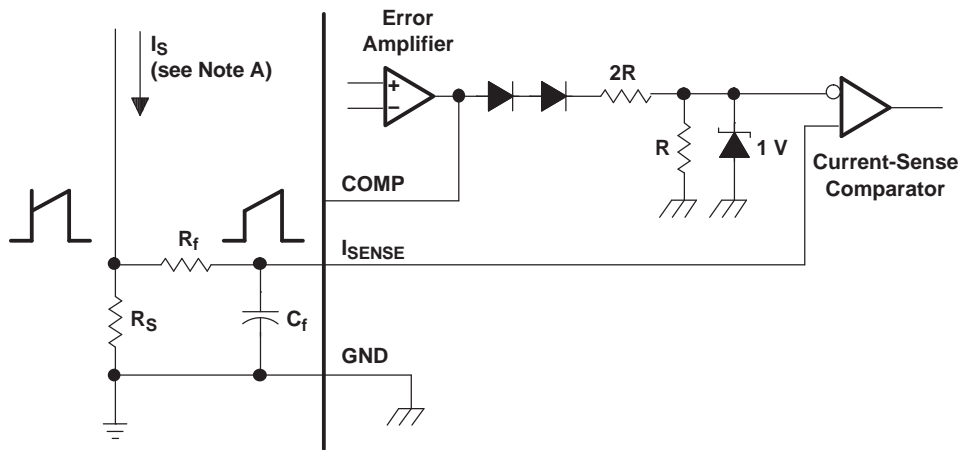 Error
Amplifier
I_S
(see Note A)
+
−
2R
R
1 V
Current-Sense
Comparator
COMP
R_f
I_SENSE
R_S
C_f
GND